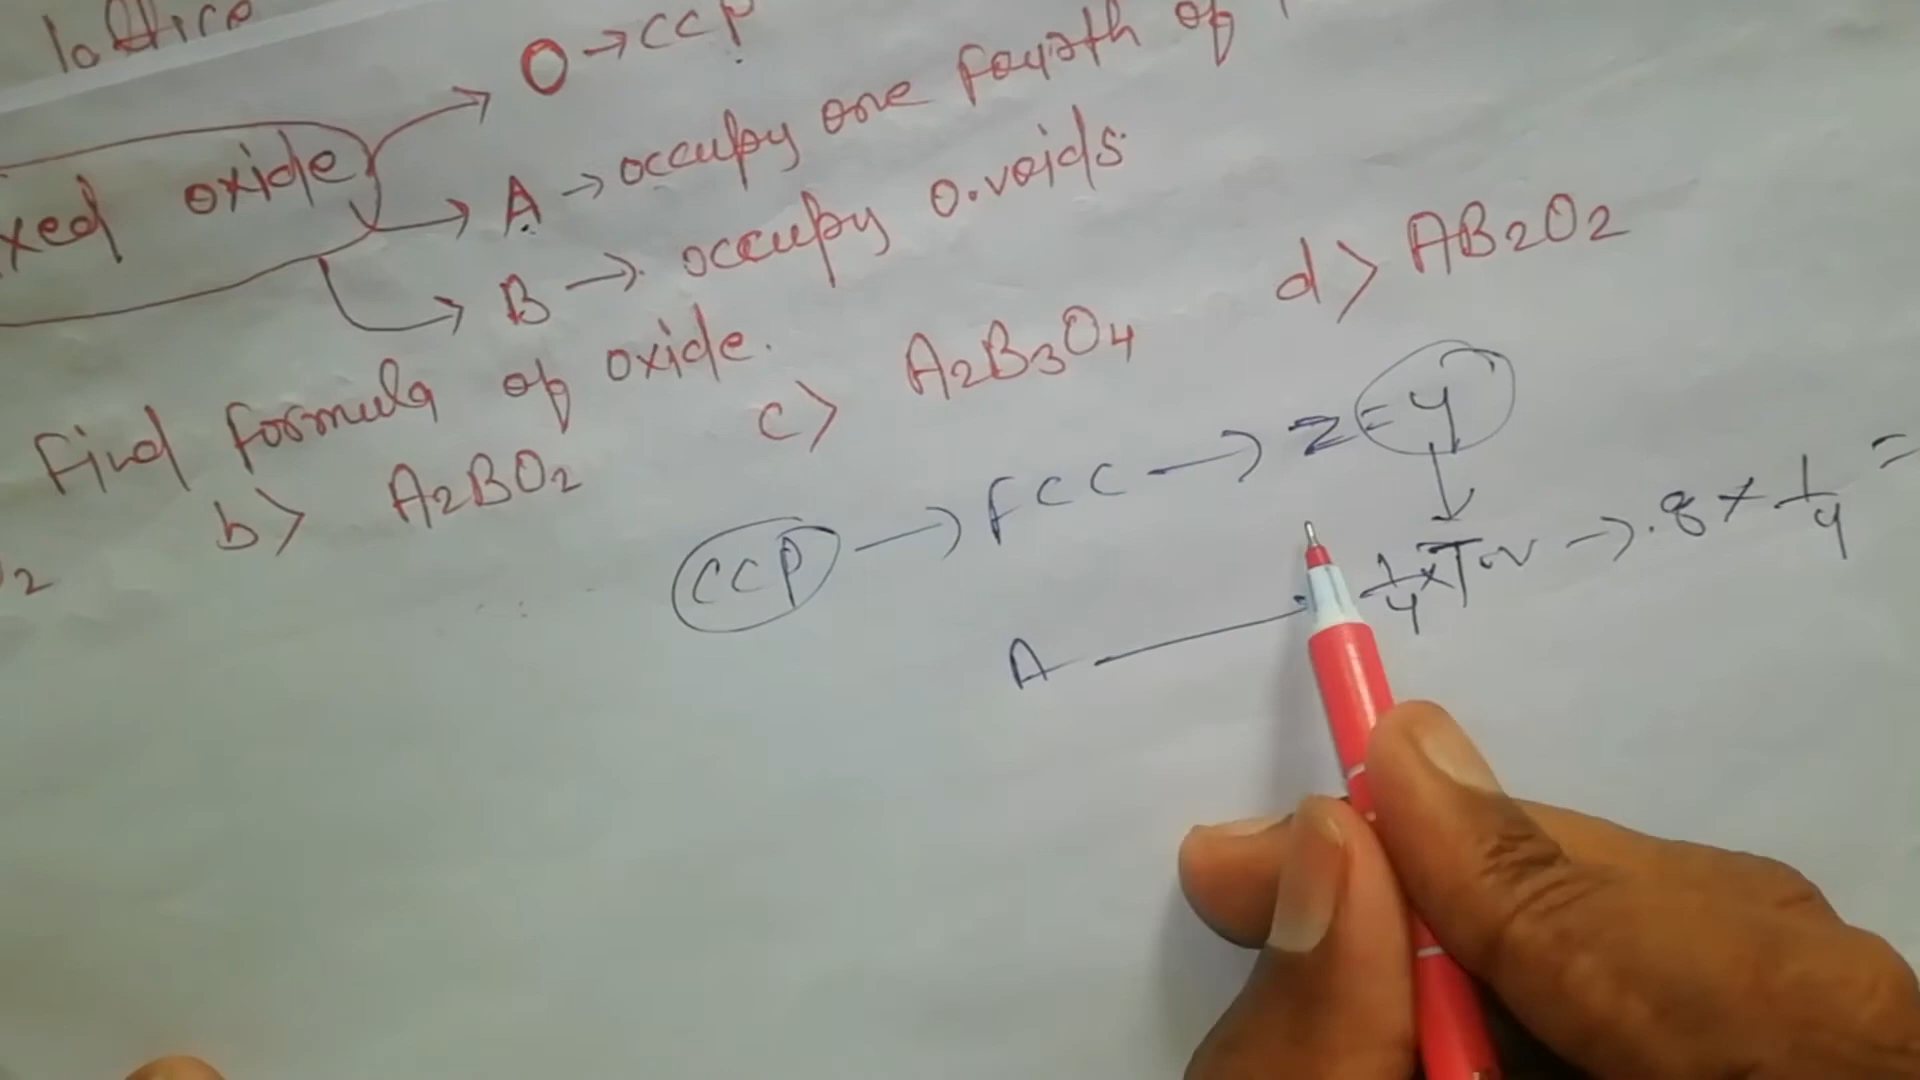 lattice
O → CCP
xed oxide
A → occupy one fourth of
B → occupy O.voids
Find formula of oxide.
b> A2BO2 c> A2B3O4 d> AB2O2
2
CCP → FCC → Z = 4
A — 1/4 × T.V → 8 × 1/4 =